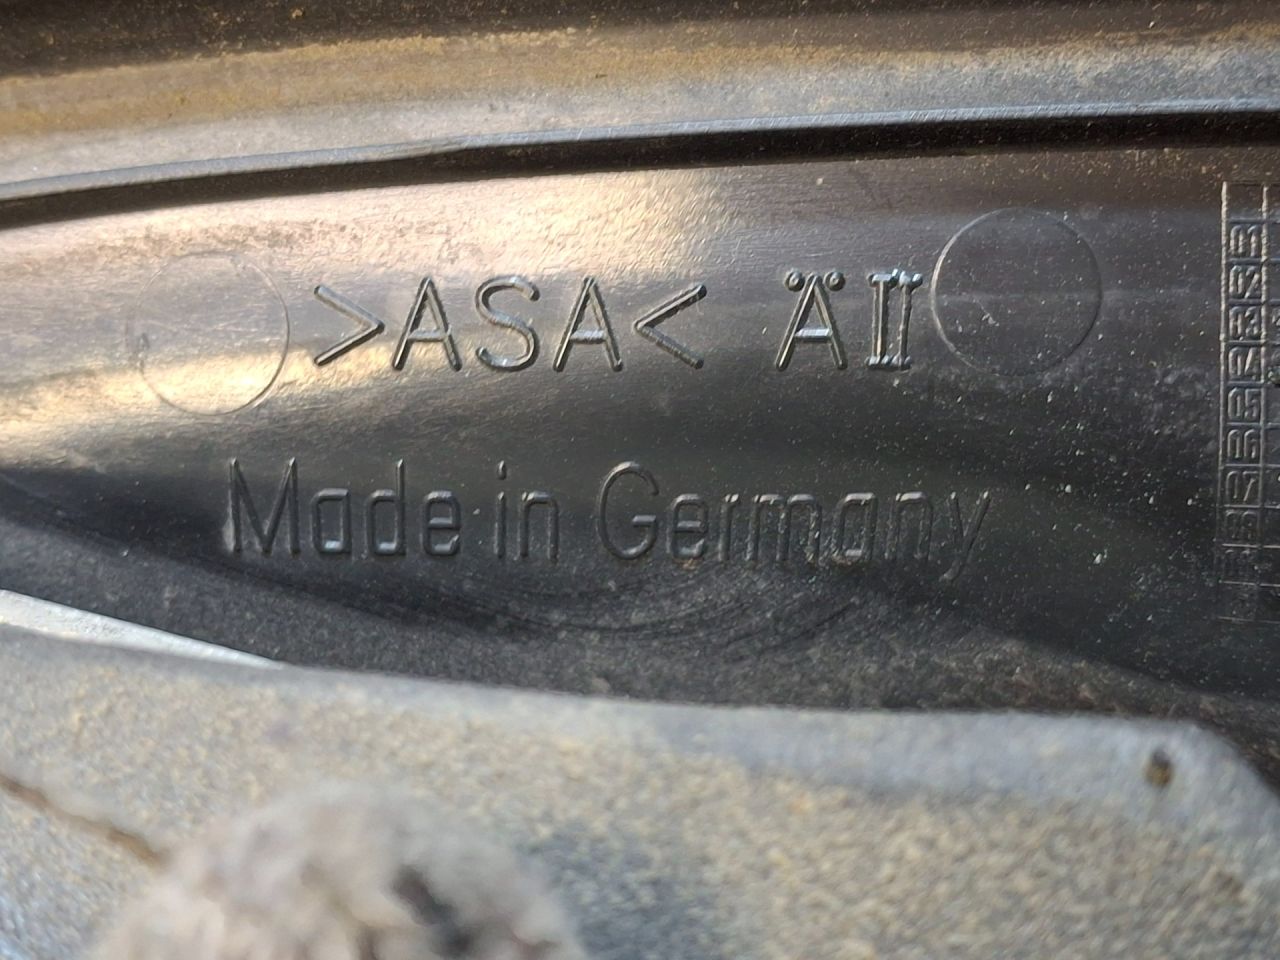 >ASA< ÄII
Made in Germany